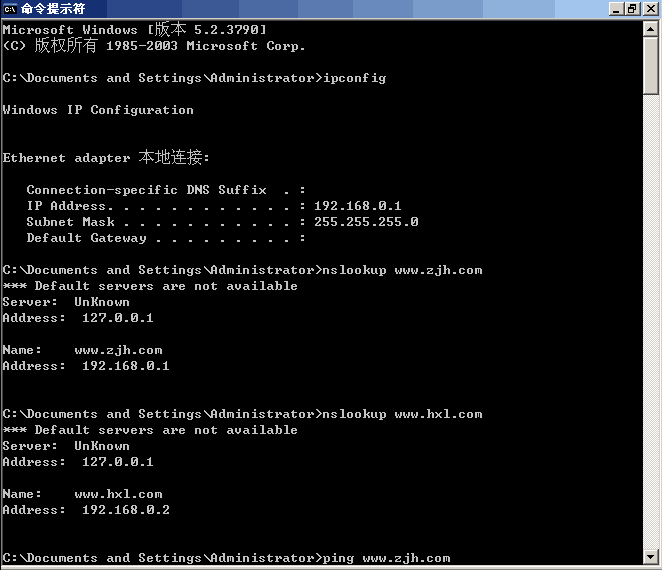 命令提示符
Microsoft Windows [版本 5.2.3790]
(C) 版权所有 1985-2003 Microsoft Corp.
C:\Documents and Settings\Administrator>ipconfig
Windows IP Configuration
Ethernet adapter 本地连接:
Connection-specific DNS Suffix  . :
IP Address. . . . . . . . . . . . : 192.168.0.1
Subnet Mask . . . . . . . . . . . : 255.255.255.0
Default Gateway . . . . . . . . . :
C:\Documents and Settings\Administrator>nslookup www.zjh.com
*** Default servers are not available
Server:  UnKnown
Address:  127.0.0.1
Name:    www.zjh.com
Address:  192.168.0.1
C:\Documents and Settings\Administrator>nslookup www.hxl.com
*** Default servers are not available
Server:  UnKnown
Address:  127.0.0.1
Name:    www.hxl.com
Address:  192.168.0.2
C:\Documents and Settings\Administrator>ping www.zjh.com